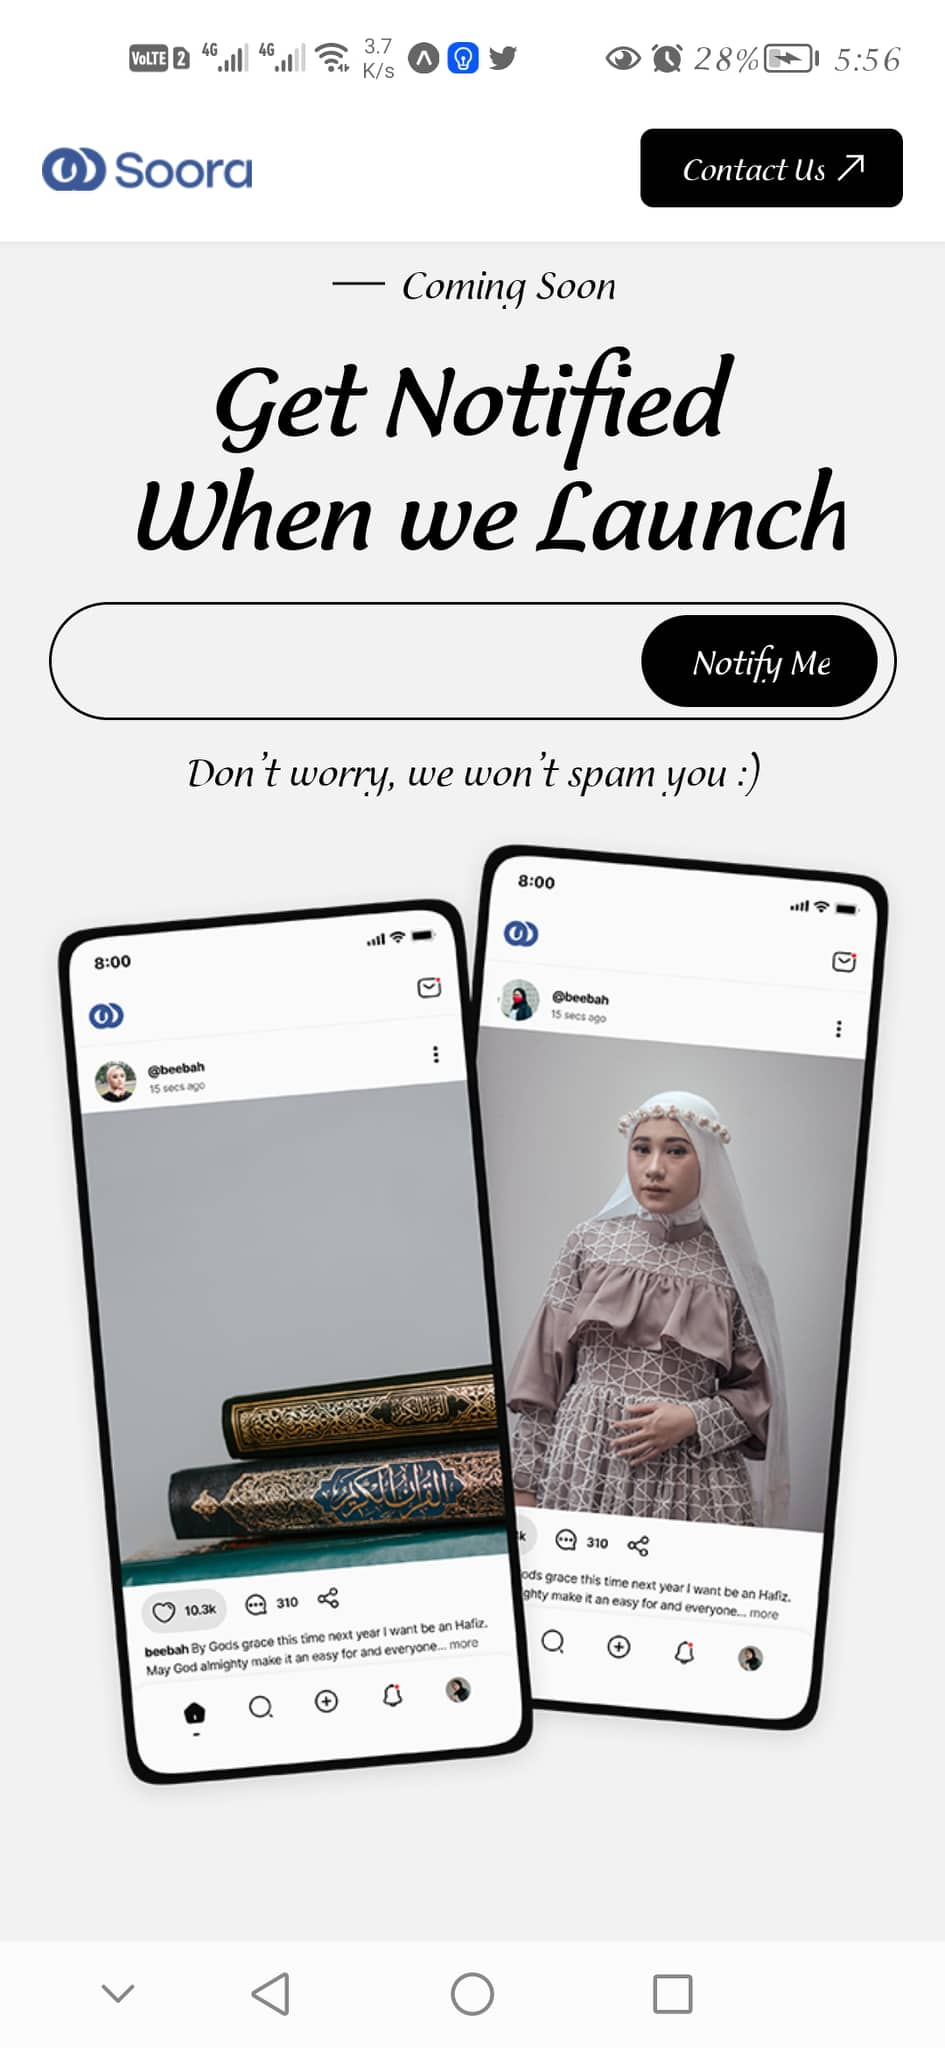 VoLTE 2 4G 4G 3.7 K/s 28% 5:56
Soora
Contact Us
Coming Soon
Get Notified
When we Launch
Notify Me
Don't worry, we won't spam you :)
8:00
@beebah
15 secs ago
القرآن الكريم
القرآن الكريم
10.3k 310
beebah By Gods grace this time next year I want be an Hafiz.
May God almighty make it an easy for and everyone... more
8:00
@beebah
15 secs ago
k 310
ods grace this time next year I want be an Hafiz.
ghty make it an easy for and everyone... more